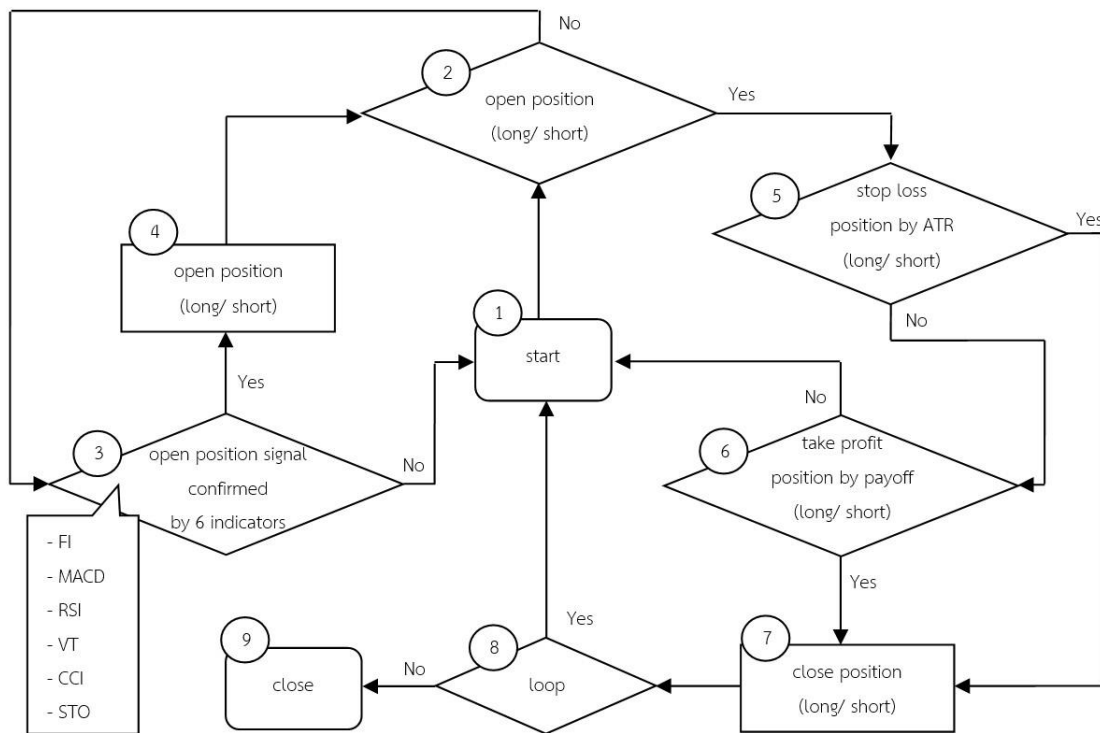 No
2
open position
(long/ short)
Yes
5
stop loss
position by ATR
(long/ short)
Yes
No
4
open position
(long/ short)
1
start
Yes
3
open position signal
confirmed
by 6 indicators
No
- FI
- MACD
- RSI
- VT
- CCI
- STO
No
6
take profit
position by payoff
(long/ short)
Yes
7
close position
(long/ short)
Yes
8
loop
No
9
close